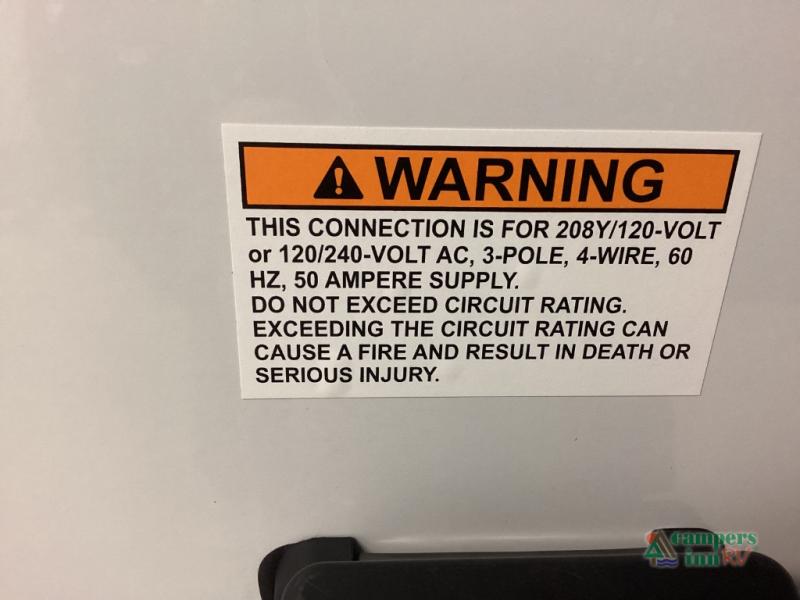 WARNING
THIS CONNECTION IS FOR 208Y/120-VOLT
or 120/240-VOLT AC, 3-POLE, 4-WIRE, 60
HZ, 50 AMPERE SUPPLY.
DO NOT EXCEED CIRCUIT RATING.
EXCEEDING THE CIRCUIT RATING CAN
CAUSE A FIRE AND RESULT IN DEATH OR
SERIOUS INJURY.
campers
inn RV